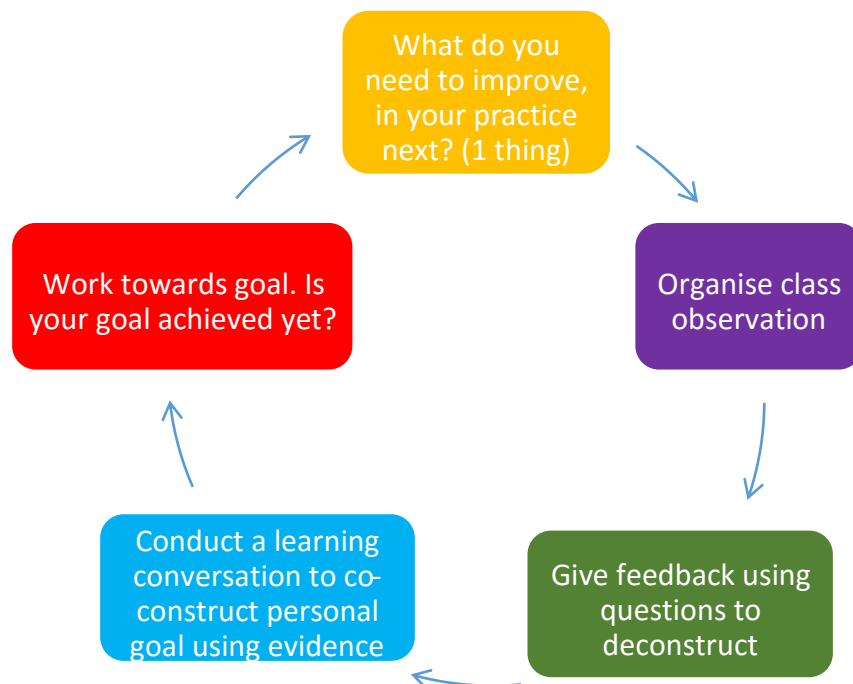 What do you
need to improve,
in your practice
next? (1 thing)
Organise class
observation
Give feedback using
questions to
deconstruct
Conduct a learning
conversation to co-
construct personal
goal using evidence
Work towards goal. Is
your goal achieved yet?